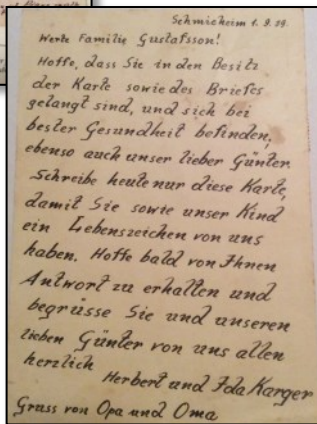 Schmieheim 1.9.39.
Werte Familie Gustafsson!
Hoffe, dass Sie in den Besitz
der Karte sowie des Briefes
gelangt sind, und sich bei
bester Gesundheit befinden,
ebenso auch unser lieber Günter.
Schreibe heute nur diese Karte,
damit Sie sowie unser Kind
ein Lebenszeichen von uns
haben. Hoffe bald von Ihnen
Antwort zu erhalten und
begrüsse Sie und unseren
lieben Günter von uns allen
herzlich
Herbert und Ida Karger
Gruss von Opa und Oma